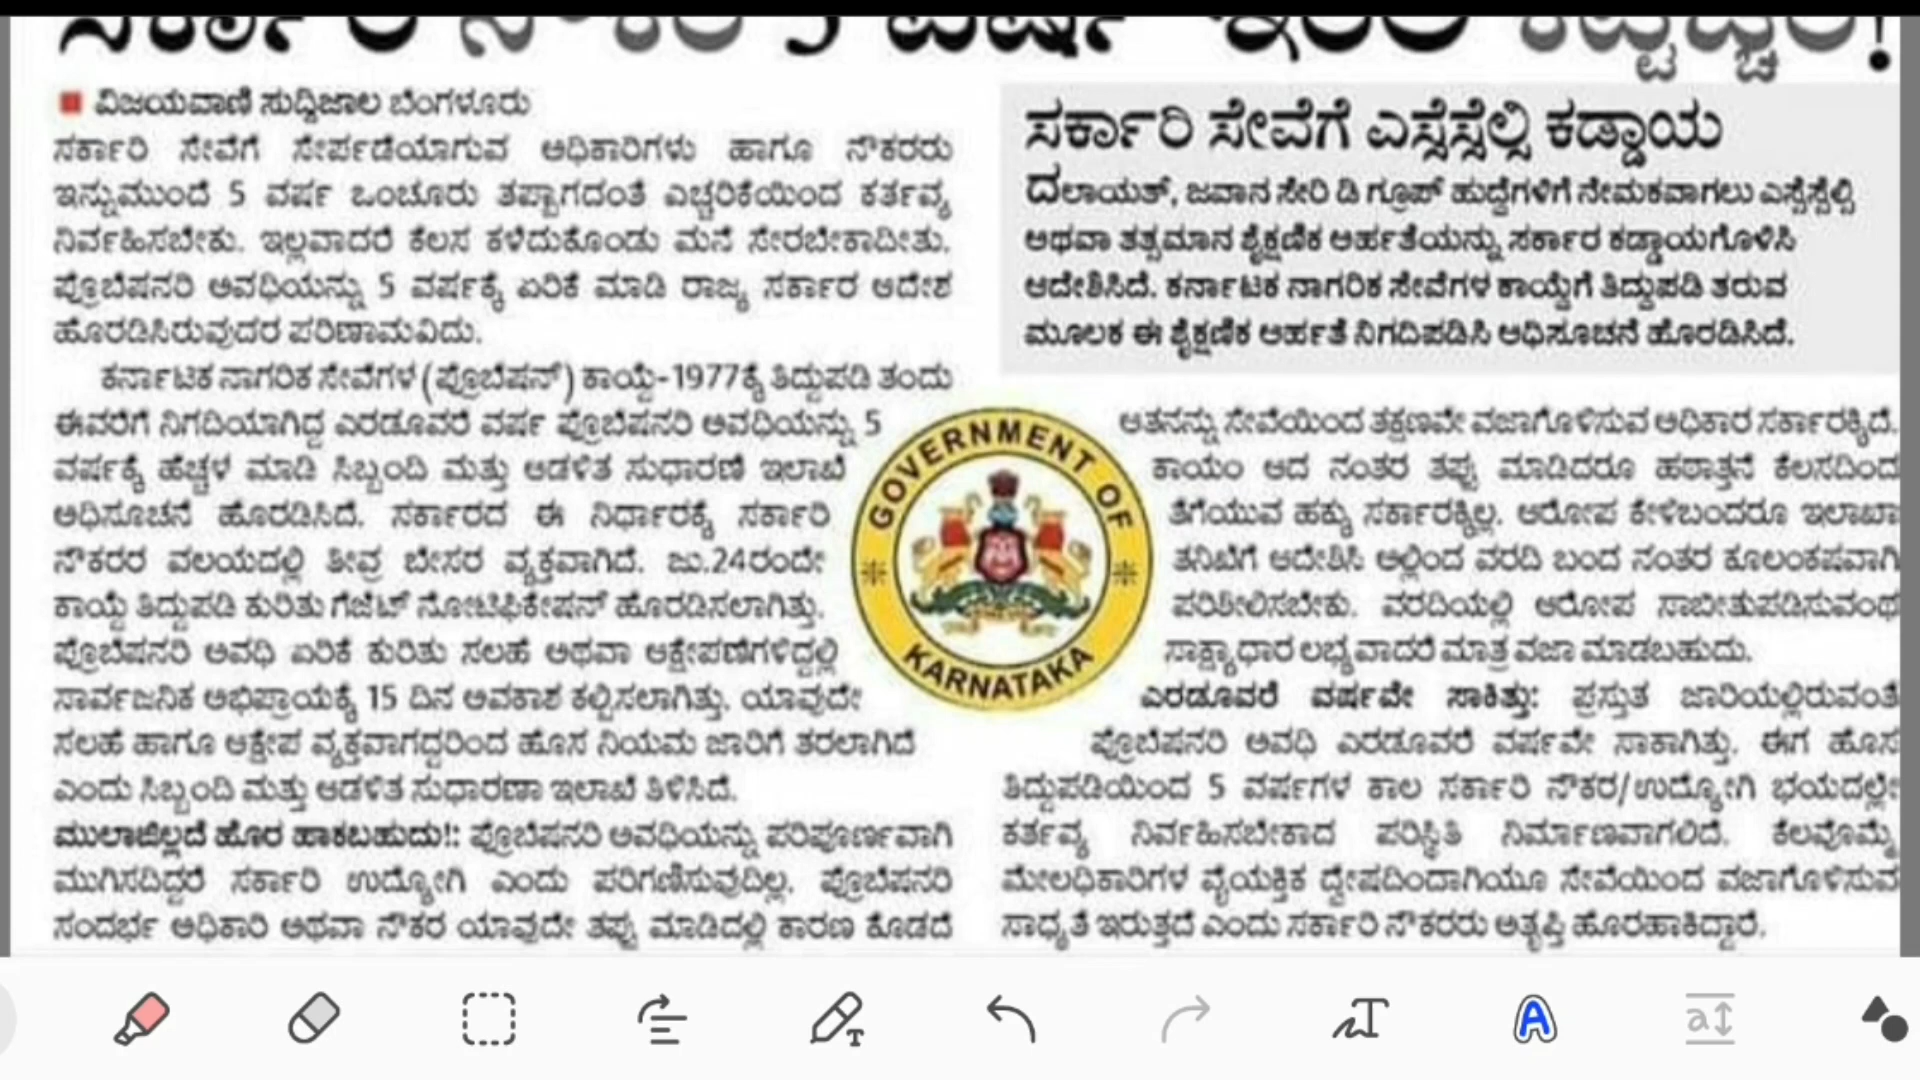 ಸರ್ಕಾರಿ ನೌಕರ 5 ವರ್ಷ ಇರಲಿ ಕಟ್ಟೆಚ್ಚರ!
ವಿಜಯವಾಣಿ ಸುದ್ದಿಜಾಲ ಬೆಂಗಳೂರು
ಸರ್ಕಾರಿ ಸೇವೆಗೆ ಸೇರ್ಪಡೆಯಾಗುವ ಅಧಿಕಾರಿಗಳು ಹಾಗೂ ನೌಕರರು
ಇನ್ನುಮುಂದೆ 5 ವರ್ಷ ಒಂಚೂರು ತಪ್ಪಾಗದಂತೆ ಎಚ್ಚರಿಕೆಯಿಂದ ಕರ್ತವ್ಯ
ನಿರ್ವಹಿಸಬೇಕು. ಇಲ್ಲವಾದರೆ ಕೆಲಸ ಕಳೆದುಕೊಂಡು ಮನೆ ಸೇರಬೇಕಾದೀತು.
ಪ್ರೊಬೆಷನರಿ ಅವಧಿಯನ್ನು 5 ವರ್ಷಕ್ಕೆ ಏರಿಕೆ ಮಾಡಿ ರಾಜ್ಯ ಸರ್ಕಾರ ಆದೇಶ
ಹೊರಡಿಸಿರುವುದರ ಪರಿಣಾಮವಿದು.
ಕರ್ನಾಟಕ ನಾಗರಿಕ ಸೇವೆಗಳ (ಪ್ರೊಬೆಷನ್) ಕಾಯ್ದೆ-1977ಕ್ಕೆ ತಿದ್ದುಪಡಿ ತಂದು
ಈವರೆಗೆ ನಿಗದಿಯಾಗಿದ್ದ ಎರಡೂವರೆ ವರ್ಷ ಪ್ರೊಬೆಷನರಿ ಅವಧಿಯನ್ನು 5
ವರ್ಷಕ್ಕೆ ಹೆಚ್ಚಳ ಮಾಡಿ ಸಿಬ್ಬಂದಿ ಮತ್ತು ಆಡಳಿತ ಸುಧಾರಣೆ ಇಲಾಖೆ
ಅಧಿಸೂಚನೆ ಹೊರಡಿಸಿದೆ. ಸರ್ಕಾರದ ಈ ನಿರ್ಧಾರಕ್ಕೆ ಸರ್ಕಾರಿ
ನೌಕರರ ವಲಯದಲ್ಲಿ ತೀವ್ರ ಬೇಸರ ವ್ಯಕ್ತವಾಗಿದೆ. ಜು.24ರಂದೇ
ಕಾಯ್ದೆ ತಿದ್ದುಪಡಿ ಕುರಿತು ಗೆಜೆಟ್ ನೋಟಿಫಿಕೇಷನ್ ಹೊರಡಿಸಲಾಗಿತ್ತು.
ಪ್ರೊಬೆಷನರಿ ಅವಧಿ ಏರಿಕೆ ಕುರಿತು ಸಲಹೆ ಅಥವಾ ಆಕ್ಷೇಪಣೆಗಳಿದ್ದಲ್ಲಿ
ಸಾರ್ವಜನಿಕ ಅಭಿಪ್ರಾಯಕ್ಕೆ 15 ದಿನ ಅವಕಾಶ ಕಲ್ಪಿಸಲಾಗಿತ್ತು. ಯಾವುದೇ
ಸಲಹೆ ಹಾಗೂ ಆಕ್ಷೇಪ ವ್ಯಕ್ತವಾಗದ್ದರಿಂದ ಹೊಸ ನಿಯಮ ಜಾರಿಗೆ ತರಲಾಗಿದೆ
ಎಂದು ಸಿಬ್ಬಂದಿ ಮತ್ತು ಆಡಳಿತ ಸುಧಾರಣಾ ಇಲಾಖೆ ತಿಳಿಸಿದೆ.
ಮುಲಾಜಿಲ್ಲದೆ ಹೊರ ಹಾಕಬಹುದು!: ಪ್ರೊಬೆಷನರಿ ಅವಧಿಯನ್ನು ಪರಿಪೂರ್ಣವಾಗಿ
ಮುಗಿಸದಿದ್ದರೆ ಸರ್ಕಾರಿ ಉದ್ಯೋಗಿ ಎಂದು ಪರಿಗಣಿಸುವುದಿಲ್ಲ. ಪ್ರೊಬೆಷನರಿ
ಸಂದರ್ಭ ಅಧಿಕಾರಿ ಅಥವಾ ನೌಕರ ಯಾವುದೇ ತಪ್ಪು ಮಾಡಿದಲ್ಲಿ ಕಾರಣ ಕೊಡದೆ
ಸರ್ಕಾರಿ ಸೇವೆಗೆ ಎಸ್ಸೆಸ್ಸೆಲ್ಸಿ ಕಡ್ಡಾಯ
ದಲಾಯತ್, ಜವಾನ ಸೇರಿ ಡಿ ಗ್ರೂಪ್ ಹುದ್ದೆಗಳಿಗೆ ನೇಮಕವಾಗಲು ಎಸ್ಸೆಸ್ಸೆಲ್ಸಿ
ಅಥವಾ ತತ್ಸಮಾನ ಶೈಕ್ಷಣಿಕ ಅರ್ಹತೆಯನ್ನು ಸರ್ಕಾರ ಕಡ್ಡಾಯಗೊಳಿಸಿ
ಆದೇಶಿಸಿದೆ. ಕರ್ನಾಟಕ ನಾಗರಿಕ ಸೇವೆಗಳ ಕಾಯ್ದೆಗೆ ತಿದ್ದುಪಡಿ ತರುವ
ಮೂಲಕ ಈ ಶೈಕ್ಷಣಿಕ ಅರ್ಹತೆ ನಿಗದಿಪಡಿಸಿ ಅಧಿಸೂಚನೆ ಹೊರಡಿಸಿದೆ.
GOVERNMENT OF
KARNATAKA
ಆತನನ್ನು ಸೇವೆಯಿಂದ ತಕ್ಷಣವೇ ವಜಾಗೊಳಿಸುವ ಅಧಿಕಾರ ಸರ್ಕಾರಕ್ಕಿದೆ.
ಕಾಯಂ ಆದ ನಂತರ ತಪ್ಪು ಮಾಡಿದರೂ ಹಠಾತ್ತನೆ ಕೆಲಸದಿಂದ
ತೆಗೆಯುವ ಹಕ್ಕು ಸರ್ಕಾರಕ್ಕಿಲ್ಲ. ಆರೋಪ ಕೇಳಿಬಂದರೂ ಇಲಾಖಾ
ತನಿಖೆಗೆ ಆದೇಶಿಸಿ ಅಲ್ಲಿಂದ ವರದಿ ಬಂದ ನಂತರ ಕೂಲಂಕಷವಾಗಿ
ಪರಿಶೀಲಿಸಬೇಕು. ವರದಿಯಲ್ಲಿ ಆರೋಪ ಸಾಬೀತುಪಡಿಸುವಂಥ
ಸಾಕ್ಷ್ಯಾಧಾರ ಲಭ್ಯವಾದರೆ ಮಾತ್ರ ವಜಾ ಮಾಡಬಹುದು.
ಎರಡೂವರೆ ವರ್ಷವೇ ಸಾಕಿತ್ತು: ಪ್ರಸ್ತುತ ಜಾರಿಯಲ್ಲಿರುವಂತೆ
ಪ್ರೊಬೆಷನರಿ ಅವಧಿ ಎರಡೂವರೆ ವರ್ಷವೇ ಸಾಕಾಗಿತ್ತು. ಈಗ ಹೊಸ
ತಿದ್ದುಪಡಿಯಿಂದ 5 ವರ್ಷಗಳ ಕಾಲ ಸರ್ಕಾರಿ ನೌಕರ/ಉದ್ಯೋಗಿ ಭಯದಲ್ಲೇ
ಕರ್ತವ್ಯ ನಿರ್ವಹಿಸಬೇಕಾದ ಪರಿಸ್ಥಿತಿ ನಿರ್ಮಾಣವಾಗಲಿದೆ. ಕೆಲವೊಮ್ಮೆ
ಮೇಲಧಿಕಾರಿಗಳ ವೈಯಕ್ತಿಕ ದ್ವೇಷದಿಂದಾಗಿಯೂ ಸೇವೆಯಿಂದ ವಜಾಗೊಳಿಸುವ
ಸಾಧ್ಯತೆ ಇರುತ್ತದೆ ಎಂದು ಸರ್ಕಾರಿ ನೌಕರರು ಅತೃಪ್ತಿ ಹೊರಹಾಕಿದ್ದಾರೆ.